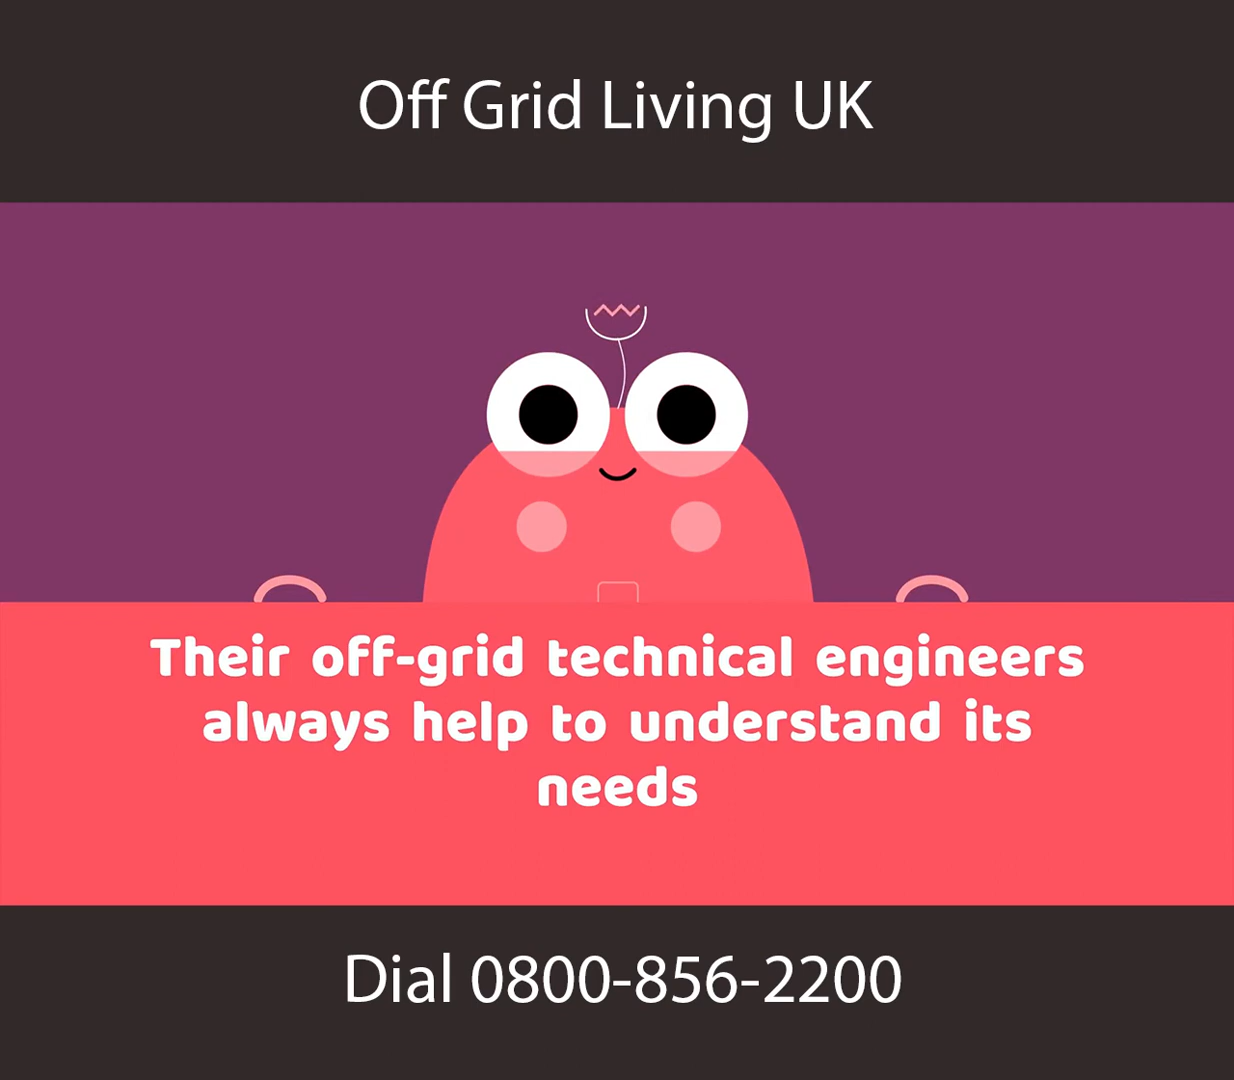 Off Grid Living UK
Their off-grid technical engineers
always help to understand its
needs
Dial 0800-856-2200